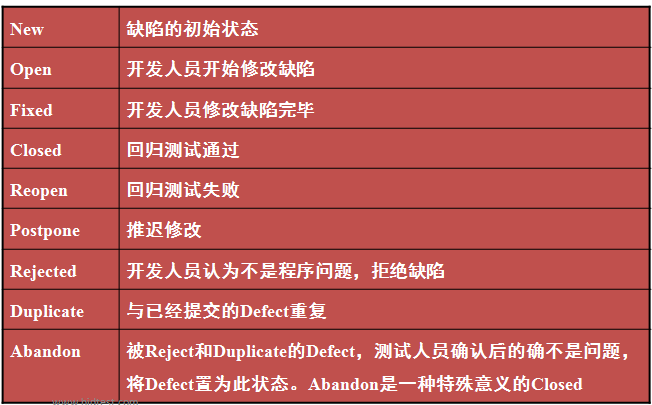 New 缺陷的初始状态
Open 开发人员开始修改缺陷
Fixed 开发人员修改缺陷完毕
Closed 回归测试通过
Reopen 回归测试失败
Postpone 推迟修改
Rejected 开发人员认为不是程序问题，拒绝缺陷
Duplicate 与已经提交的Defect重复
Abandon 被Reject和Duplicate的Defect，测试人员确认后的确不是问题，
将Defect置为此状态。Abandon是一种特殊意义的Closed